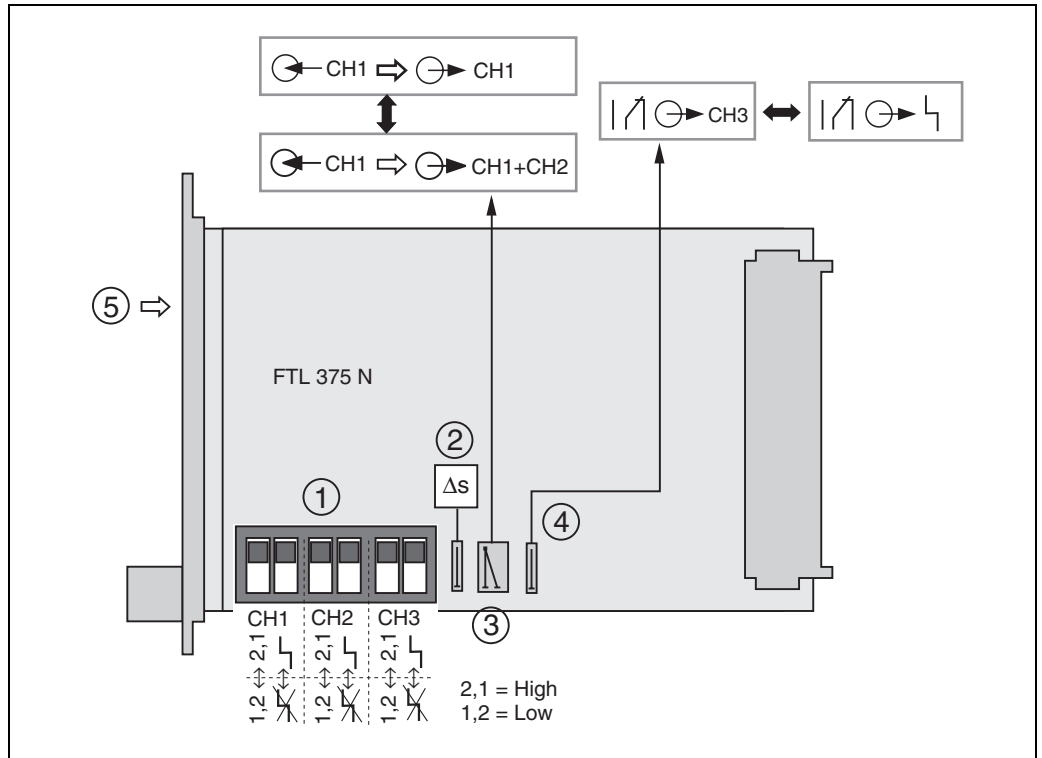 CH1 CH1
CH3
CH1 CH1+CH2
5
FTL 375 N
2
Δs
1
4
3
CH1 CH2 CH3
2,1 2,1 2,1
1,2 1,2 1,2
2,1 = High
1,2 = Low